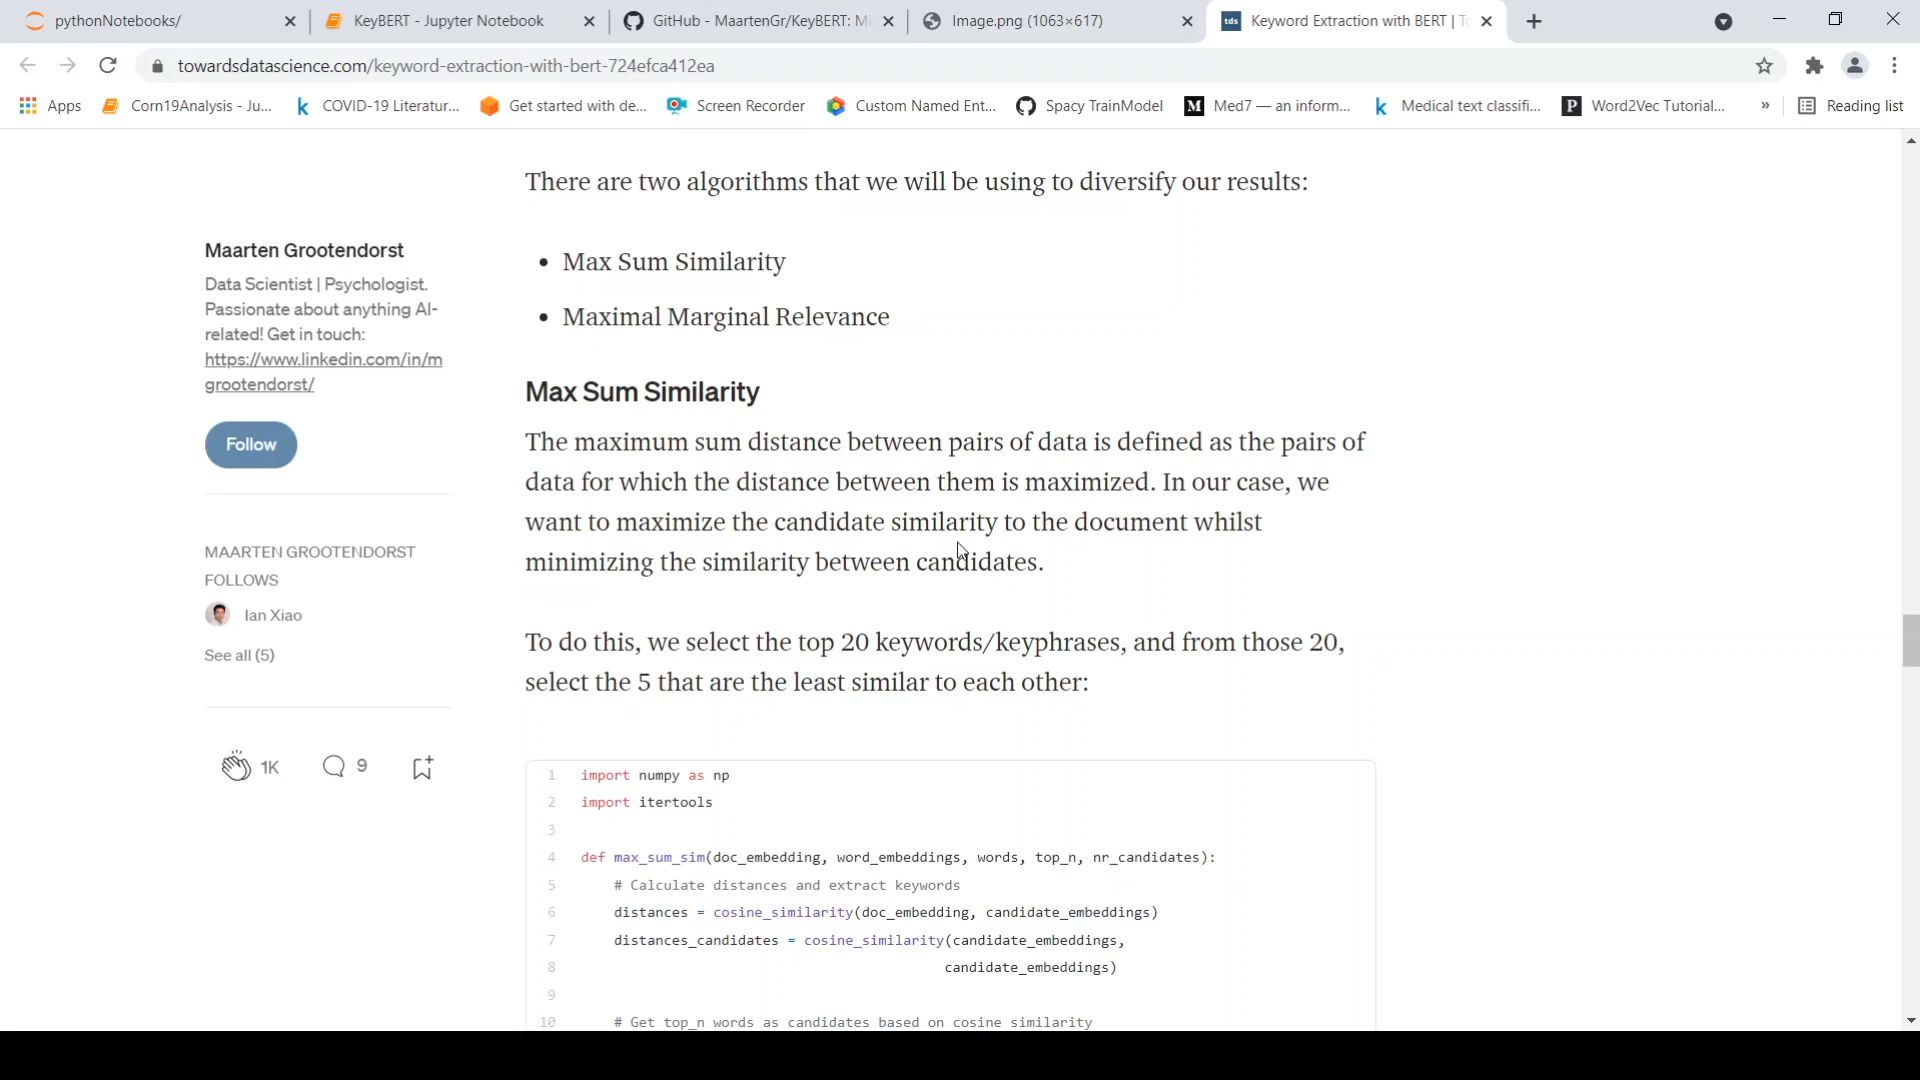 pythonNotebooks/
KeyBERT - Jupyter Notebook
GitHub - MaartenGr/KeyBERT: Mi
Image.png (1063×617)
tds Keyword Extraction with BERT | To
towardsdatascience.com/keyword-extraction-with-bert-724efca412ea
Apps
Corn19Analysis - Ju...
COVID-19 Literatur...
Get started with de...
Screen Recorder
Custom Named Ent...
Spacy TrainModel
Med7 — an inform...
Medical text classifi...
Word2Vec Tutorial...
»
Reading list
There are two algorithms that we will be using to diversify our results:
• Max Sum Similarity
• Maximal Marginal Relevance
Maarten Grootendorst
Data Scientist | Psychologist.
Passionate about anything AI-
related! Get in touch:
https://www.linkedin.com/in/m
grootendorst/
Follow
MAARTEN GROOTENDORST
FOLLOWS
Ian Xiao
See all (5)
1K
9
Max Sum Similarity
The maximum sum distance between pairs of data is defined as the pairs of
data for which the distance between them is maximized. In our case, we
want to maximize the candidate similarity to the document whilst
minimizing the similarity between candidates.
To do this, we select the top 20 keywords/keyphrases, and from those 20,
select the 5 that are the least similar to each other:
1 import numpy as np
2 import itertools
3
4 def max_sum_sim(doc_embedding, word_embeddings, words, top_n, nr_candidates):
5 # Calculate distances and extract keywords
6 distances = cosine_similarity(doc_embedding, candidate_embeddings)
7 distances_candidates = cosine_similarity(candidate_embeddings,
8 candidate_embeddings)
9
10 # Get top_n words as candidates based on cosine similarity